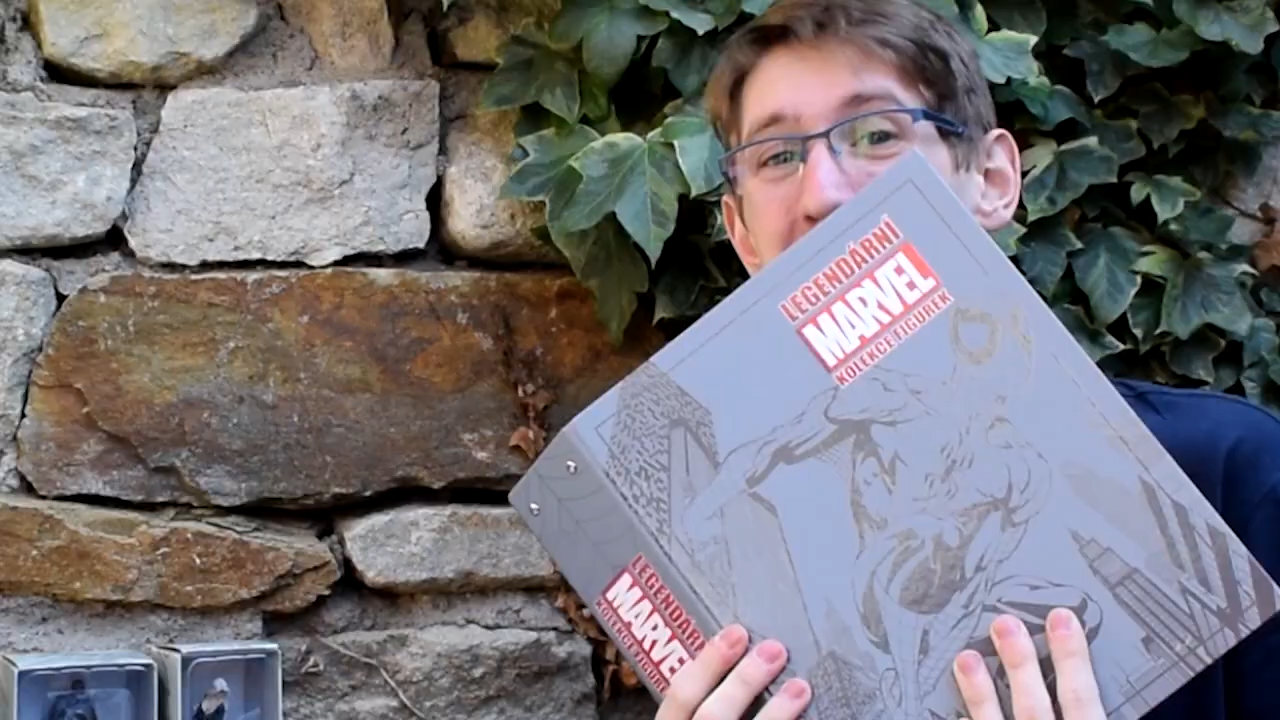 LEGENDÁRNÍ
MARVEL
KOLEKCE FIGUREK
LEGENDÁRNÍ
MARVEL
KOLEKCE FIGUREK